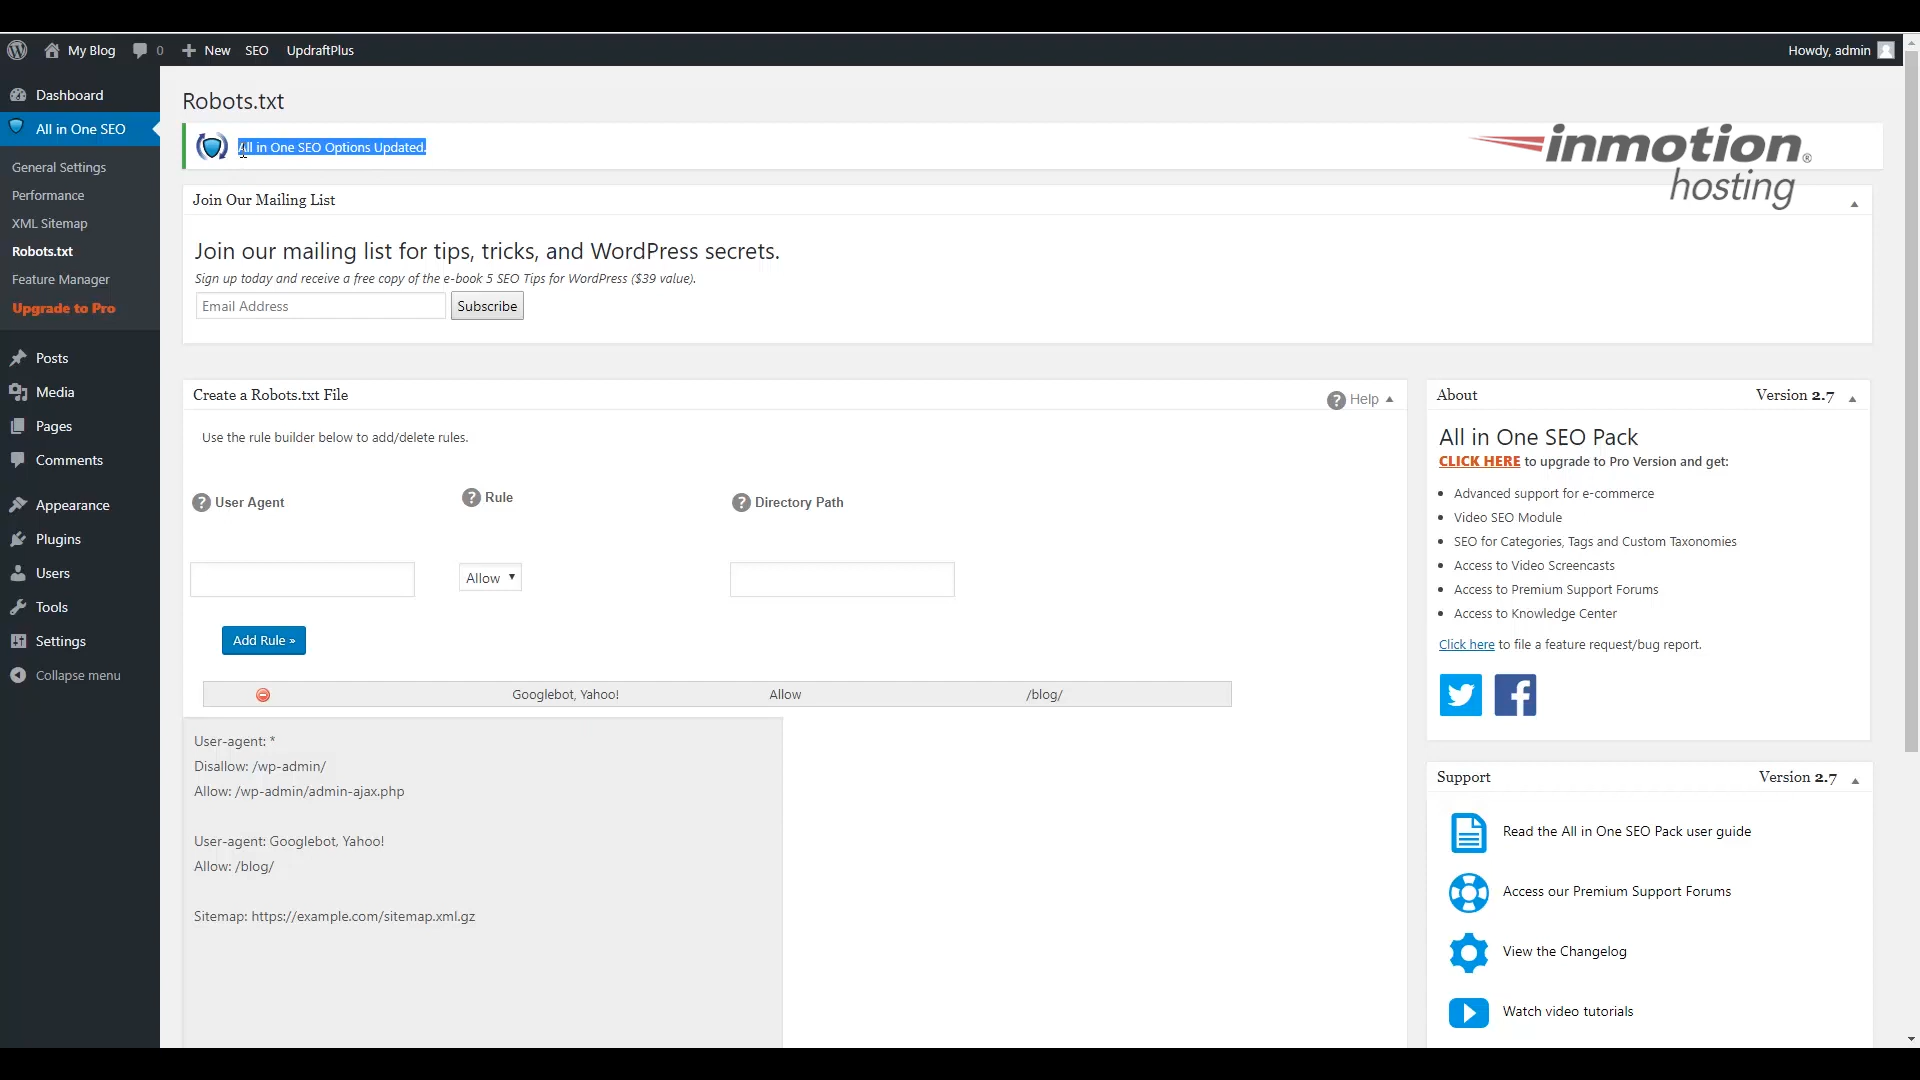 My Blog
0
New
SEO
UpdraftPlus
Howdy, admin
Dashboard
All in One SEO
General Settings
Performance
XML Sitemap
Robots.txt
Feature Manager
Upgrade to Pro
Posts
Media
Pages
Comments
Appearance
Plugins
Users
Tools
Settings
Collapse menu
Robots.txt
All in One SEO Options Updated.
inmotion®
hosting
Join Our Mailing List
Join our mailing list for tips, tricks, and WordPress secrets.
Sign up today and receive a free copy of the e-book 5 SEO Tips for WordPress ($39 value).
Email Address
Subscribe
Create a Robots.txt File
Help
Use the rule builder below to add/delete rules.
User Agent
Rule
Directory Path
Allow
Add Rule »
Googlebot, Yahoo!
Allow
/blog/
User-agent: *
Disallow: /wp-admin/
Allow: /wp-admin/admin-ajax.php
User-agent: Googlebot, Yahoo!
Allow: /blog/
Sitemap: https://example.com/sitemap.xml.gz
About
Version 2.7
All in One SEO Pack
CLICK HERE to upgrade to Pro Version and get:
Advanced support for e-commerce
Video SEO Module
SEO for Categories, Tags and Custom Taxonomies
Access to Video Screencasts
Access to Premium Support Forums
Access to Knowledge Center
Click here to file a feature request/bug report.
Support
Version 2.7
Read the All in One SEO Pack user guide
Access our Premium Support Forums
View the Changelog
Watch video tutorials